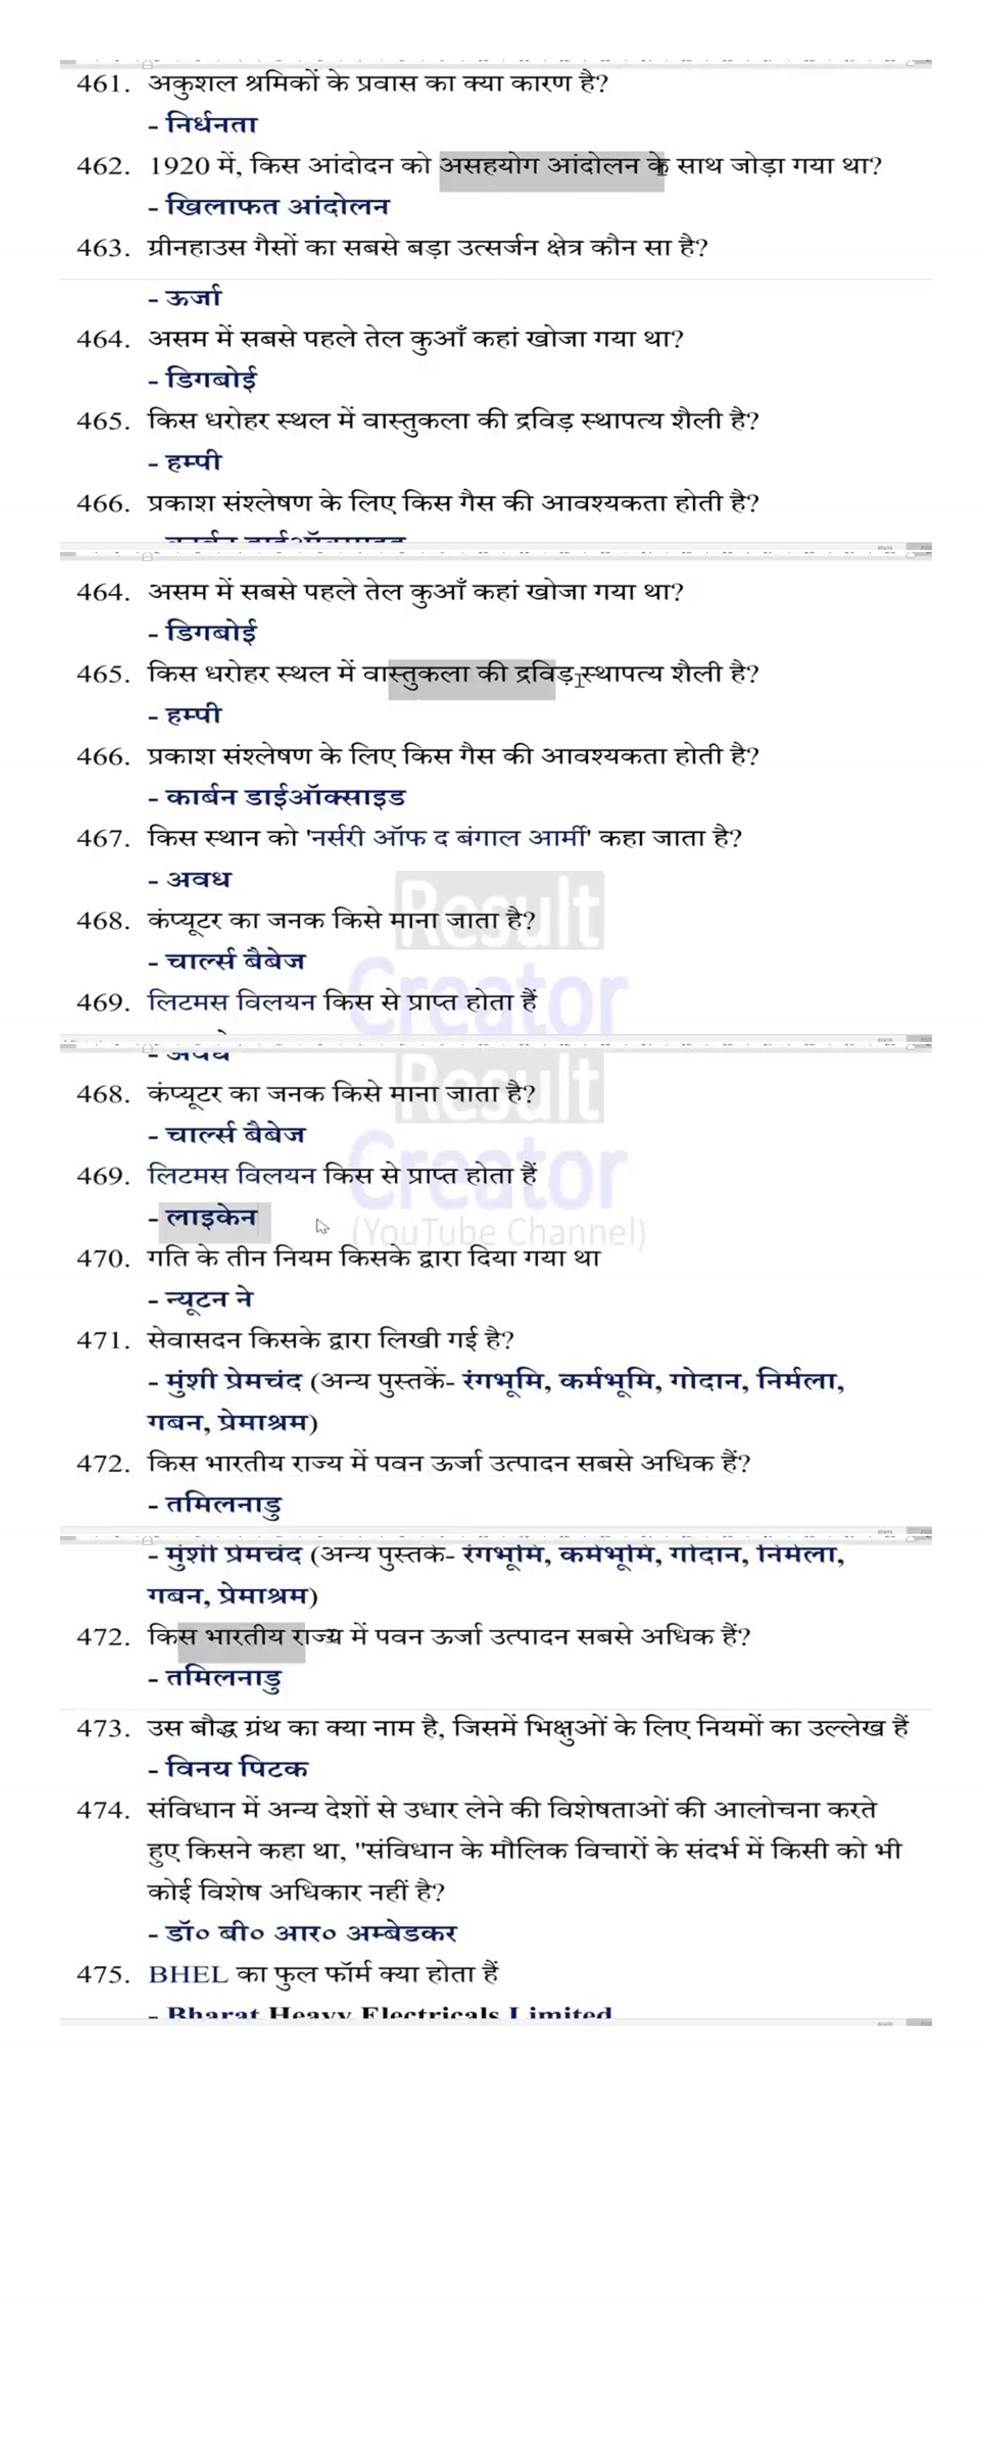 461. अकुशल श्रमिकों के प्रवास का क्या कारण है?
- निर्धनता
462. 1920 में, किस आंदोदन को असहयोग आंदोलन के साथ जोड़ा गया था?
- खिलाफत आंदोलन
463. ग्रीनहाउस गैसों का सबसे बड़ा उत्सर्जन क्षेत्र कौन सा है?
- ऊर्जा
464. असम में सबसे पहले तेल कुआँ कहां खोजा गया था?
- डिगबोई
465. किस धरोहर स्थल में वास्तुकला की द्रविड़ स्थापत्य शैली है?
- हम्पी
466. प्रकाश संश्लेषण के लिए किस गैस की आवश्यकता होती है?
464. असम में सबसे पहले तेल कुआँ कहां खोजा गया था?
- डिगबोई
465. किस धरोहर स्थल में वास्तुकला की द्रविड़ स्थापत्य शैली है?
- हम्पी
466. प्रकाश संश्लेषण के लिए किस गैस की आवश्यकता होती है?
- कार्बन डाईऑक्साइड
467. किस स्थान को 'नर्सरी ऑफ द बंगाल आर्मी' कहा जाता है?
- अवध
Result
468. कंप्यूटर का जनक किसे माना जाता है?
- चार्ल्स बैबेज
Creator
469. लिटमस विलयन किस से प्राप्त होता हैं
Result
468. कंप्यूटर का जनक किसे माना जाता है?
- चार्ल्स बैबेज
Creator
469. लिटमस विलयन किस से प्राप्त होता हैं
- लाइकेन
(YouTube Channel)
470. गति के तीन नियम किसके द्वारा दिया गया था
- न्यूटन ने
471. सेवासदन किसके द्वारा लिखी गई है?
- मुंशी प्रेमचंद (अन्य पुस्तकें- रंगभूमि, कर्मभूमि, गोदान, निर्मला,
गबन, प्रेमाश्रम)
472. किस भारतीय राज्य में पवन ऊर्जा उत्पादन सबसे अधिक हैं?
- तमिलनाडु
- मुंशी प्रेमचंद (अन्य पुस्तकें- रंगभूमि, कर्मभूमि, गोदान, निर्मला,
गबन, प्रेमाश्रम)
472. किस भारतीय राज्य में पवन ऊर्जा उत्पादन सबसे अधिक हैं?
- तमिलनाडु
473. उस बौद्ध ग्रंथ का क्या नाम है, जिसमें भिक्षुओं के लिए नियमों का उल्लेख हैं
- विनय पिटक
474. संविधान में अन्य देशों से उधार लेने की विशेषताओं की आलोचना करते
हुए किसने कहा था, "संविधान के मौलिक विचारों के संदर्भ में किसी को भी
कोई विशेष अधिकार नहीं है?
- डॉ० बी० आर० अम्बेडकर
475. BHEL का फुल फॉर्म क्या होता हैं
- Bharat Heavy Electricals Limited